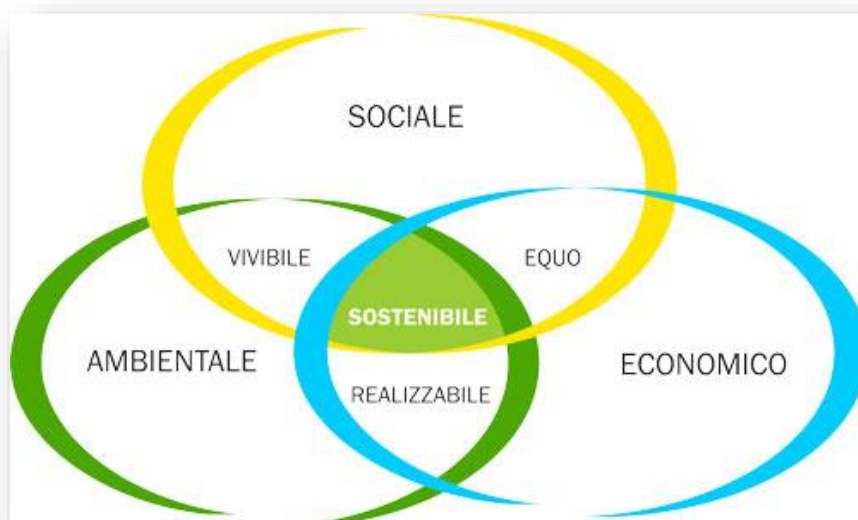 SOCIALE
VIVIBILE
EQUO
SOSTENIBILE
AMBIENTALE
ECONOMICO
REALIZZABILE